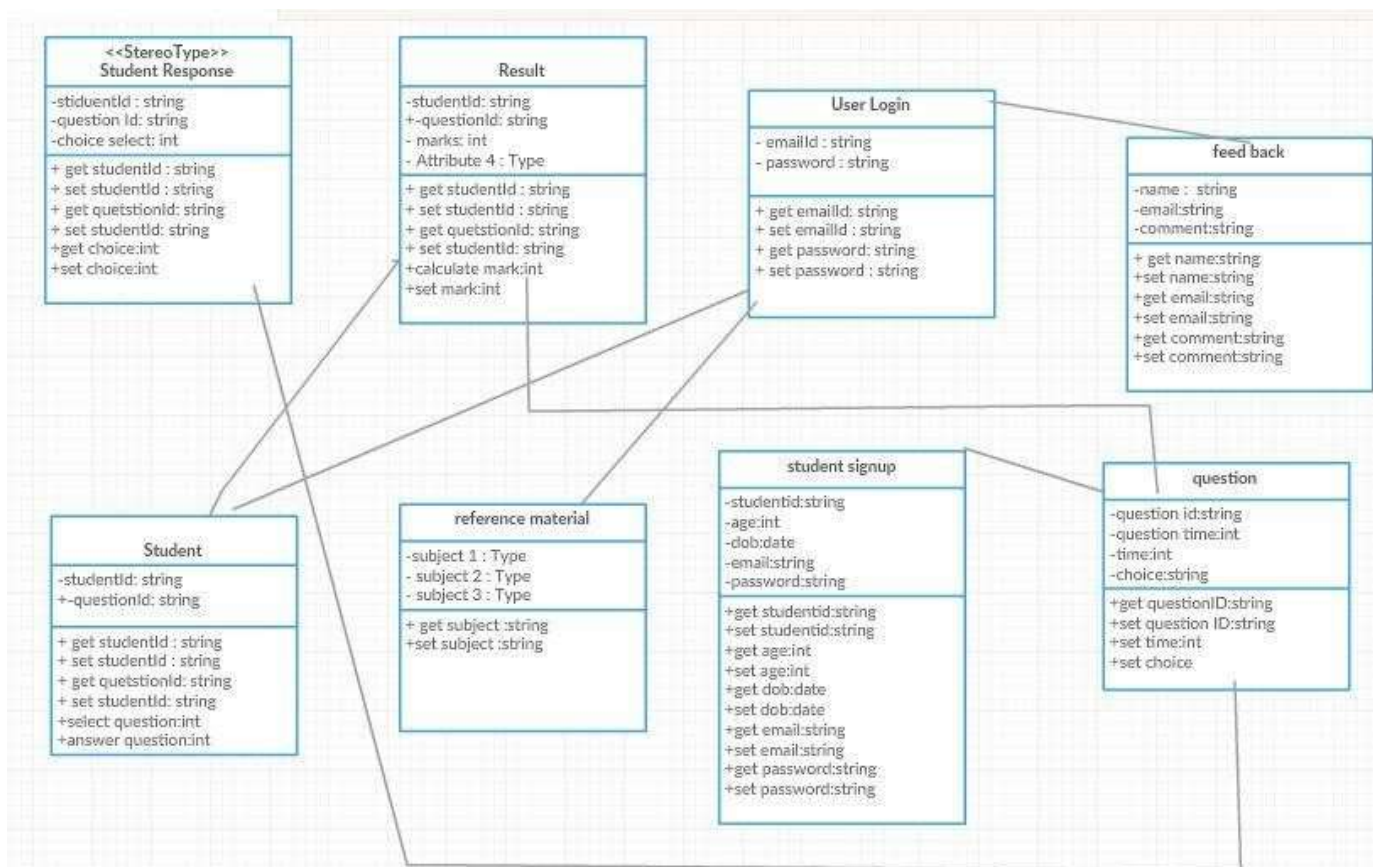 <<StereoType>>
Student Response
-stiduentId : string
-question Id: string
-choice select: int
+ get studentId : string
+ set studentId : string
+ get quetstionId: string
+ set studentId: string
+get choice:int
+set choice:int
Result
-studentId: string
+-questionId: string
- marks: int
- Attribute 4 : Type
+ get studentId : string
+ set studentId : string
+ get quetstionId: string
+ set studentId: string
+calculate mark:int
+set mark:int
User Login
- emailId : string
- password : string
+ get emailId: string
+ set emailId : string
+ get password: string
+ set password : string
feed back
-name : string
-email:string
-comment:string
+ get name:string
+set name:string
+get email:string
+set email:string
+get comment:string
+set comment:string
Student
-studentId: string
+-questionId: string
+ get studentId : string
+ set studentId : string
+ get quetstionId: string
+ set studentId: string
+select question:int
+answer question:int
reference material
-subject 1 : Type
- subject 2 : Type
- subject 3 : Type
+ get subject :string
+set subject :string
student signup
-studentid:string
-age:int
-dob:date
-email:string
-password:string
+get studentid:string
+set studentid:string
+get age:int
+set age:int
+get dob:date
+set dob:date
+get email:string
+set email:string
+get password:string
+set password:string
question
-question id:string
-question time:int
-time:int
-choice:string
+get questionID:string
+set question ID:string
+set time:int
+set choice